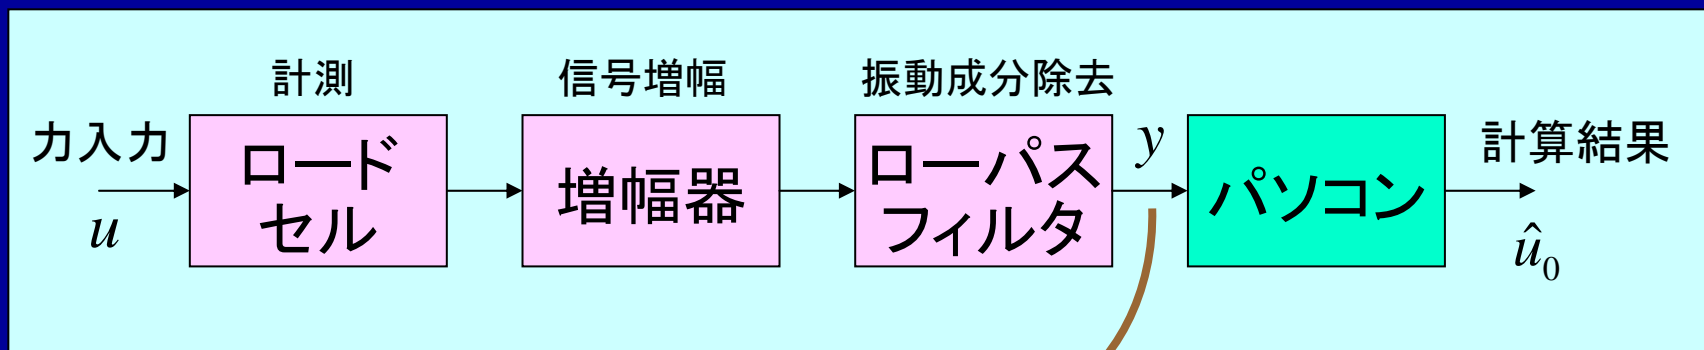 計測
信号増幅
振動成分除去
力入力
u
ロード
セル
増幅器
ローパス
フィルタ
y
パソコン
計算結果
û₀